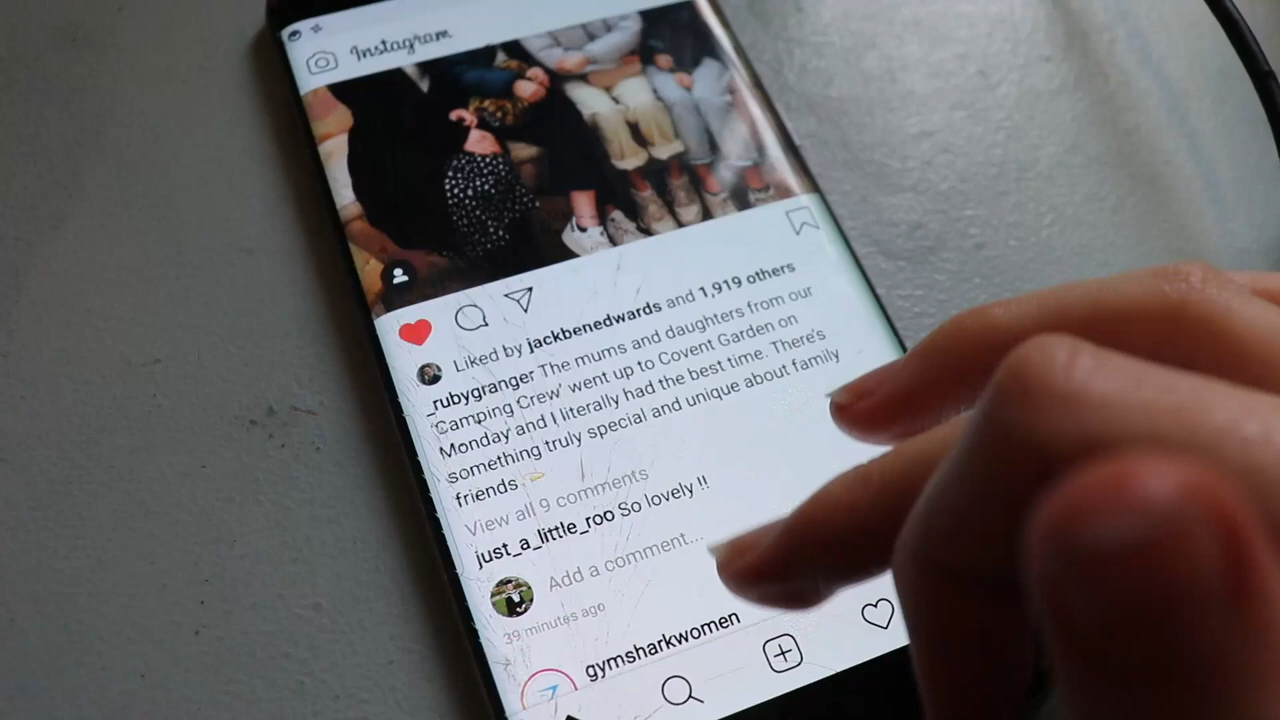 Instagram
Liked by jackbenedwards and 1,919 others
_rubygranger The mums and daughters from our
'Camping Crew' went up to Covent Garden on
Monday and I literally had the best time. There's
something truly special and unique about family
friends
View all 9 comments
just_a_little_roo So lovely !!
Add a comment...
39 minutes ago
gymsharkwomen